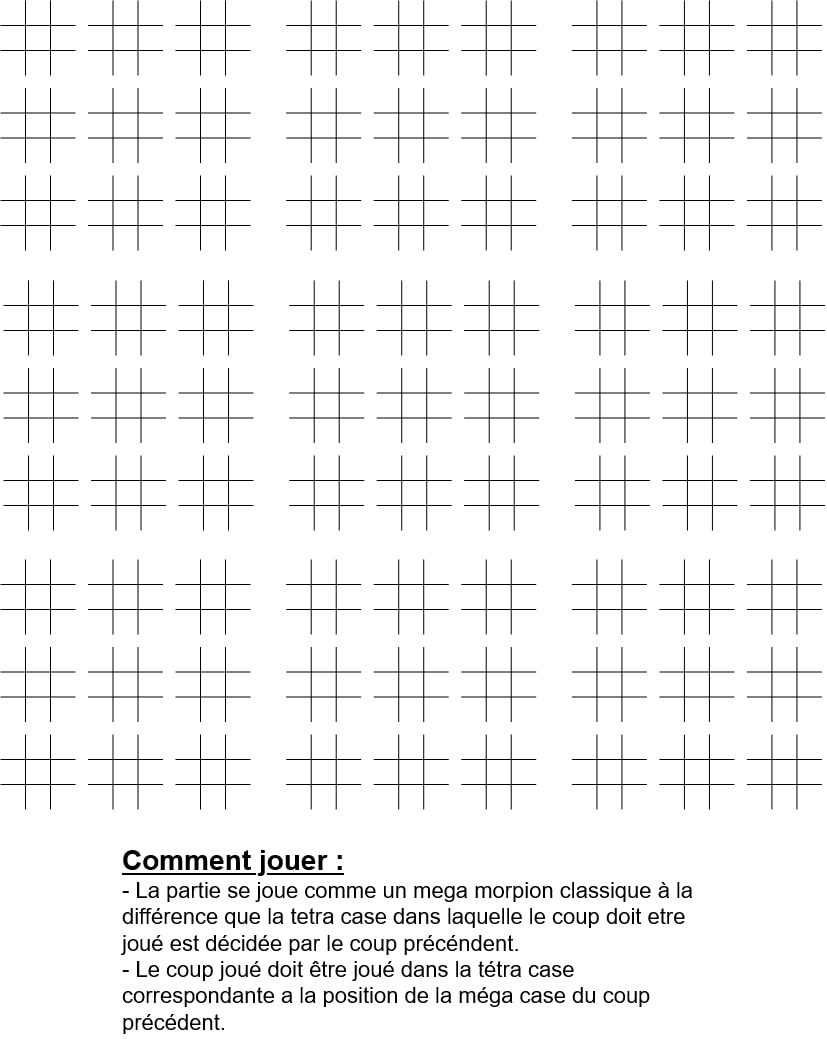 Comment jouer :
- La partie se joue comme un mega morpion classique à la
différence que la tetra case dans laquelle le coup doit etre
joué est décidée par le coup précéndent.
- Le coup joué doit être joué dans la tétra case
correspondante a la position de la méga case du coup
précédent.